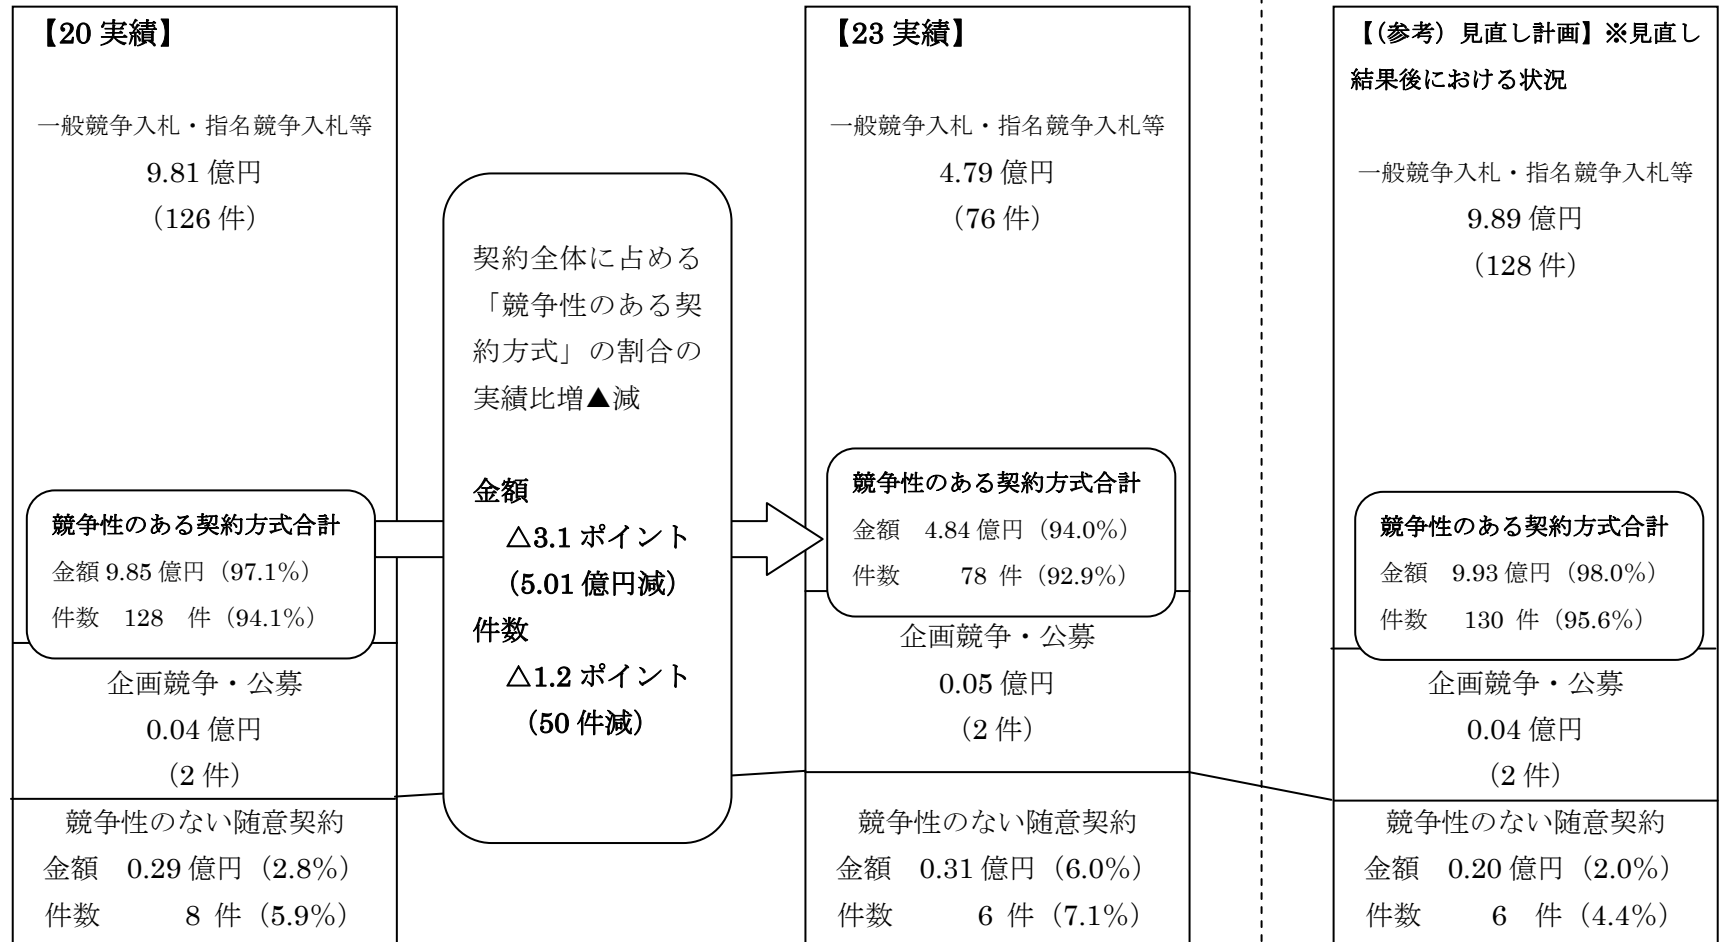 【20 実績】
一般競争入札・指名競争入札等
9.81 億円
（126 件）
競争性のある契約方式合計
金額 9.85 億円（97.1%）
件数　128　件（94.1%）
企画競争・公募
0.04 億円
（2 件）
競争性のない随意契約
金額　0.29 億円（2.8%）
件数　8 件（5.9%）
契約全体に占める
「競争性のある契
約方式」の割合の
実績比増▲減
金額
△3.1 ポイント
（5.01 億円減）
件数
△1.2 ポイント
（50 件減）
【23 実績】
一般競争入札・指名競争入札等
4.79 億円
（76 件）
競争性のある契約方式合計
金額　4.84 億円（94.0%）
件数　78 件（92.9%）
企画競争・公募
0.05 億円
（2 件）
競争性のない随意契約
金額　0.31 億円（6.0%）
件数　6 件（7.1%）
【（参考）見直し計画】※見直し
結果後における状況
一般競争入札・指名競争入札等
9.89 億円
（128 件）
競争性のある契約方式合計
金額　9.93 億円（98.0%）
件数　130 件（95.6%）
企画競争・公募
0.04 億円
（2 件）
競争性のない随意契約
金額　0.20 億円（2.0%）
件数　6　件（4.4%）